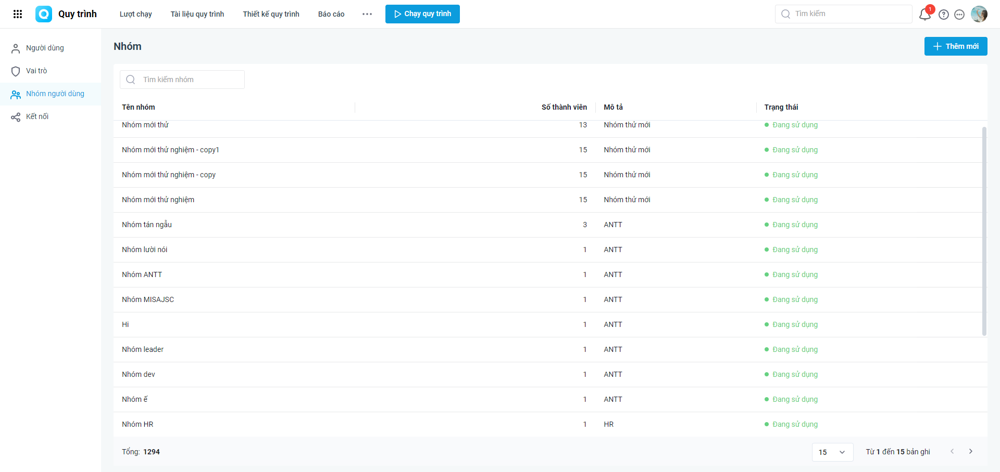 Quy trình Lượt chạy Tài liệu quy trình Thiết kế quy trình Báo cáo ••• Chạy quy trình Tìm kiếm 1
Người dùng
Vai trò
Nhóm người dùng
Kết nối
Nhóm Thêm mới
Tìm kiếm nhóm
Tên nhóm Số thành viên Mô tả Trạng thái
Nhóm mới thử 13 Nhóm thử mới Đang sử dụng
Nhóm mới thử nghiệm - copy1 15 Nhóm thử mới Đang sử dụng
Nhóm mới thử nghiệm - copy 15 Nhóm thử mới Đang sử dụng
Nhóm mới thử nghiệm 15 Nhóm thử mới Đang sử dụng
Nhóm tán ngẫu 3 ANTT Đang sử dụng
Nhóm lười nói 1 ANTT Đang sử dụng
Nhóm ANTT 1 ANTT Đang sử dụng
Nhóm MISAJSC 1 ANTT Đang sử dụng
Hi 1 ANTT Đang sử dụng
Nhóm leader 1 ANTT Đang sử dụng
Nhóm dev 1 ANTT Đang sử dụng
Nhóm ế 1 ANTT Đang sử dụng
Nhóm HR 1 HR Đang sử dụng
Tổng: 1294 15 Từ 1 đến 15 bản ghi